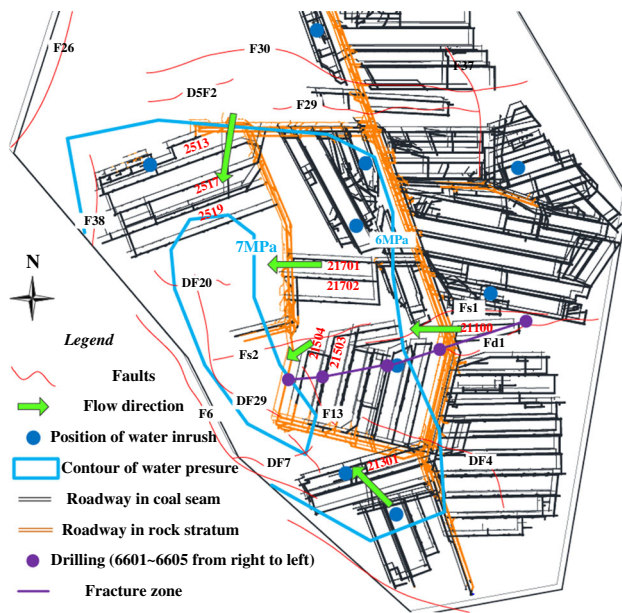 F26
F30
F37
D5F2
F29
2513
2517
F38
2519
7MPa
6MPa
21701
21702
N
DF20
Fs1
21100
Fd1
Legend
21504
21503
Fs2
Faults
DF29
F13
F6
Flow direction
Position of water inrush
DF7
21301
DF4
Contour of water presure
Roadway in coal seam
Roadway in rock stratum
Drilling (6601~6605 from right to left)
Fracture zone